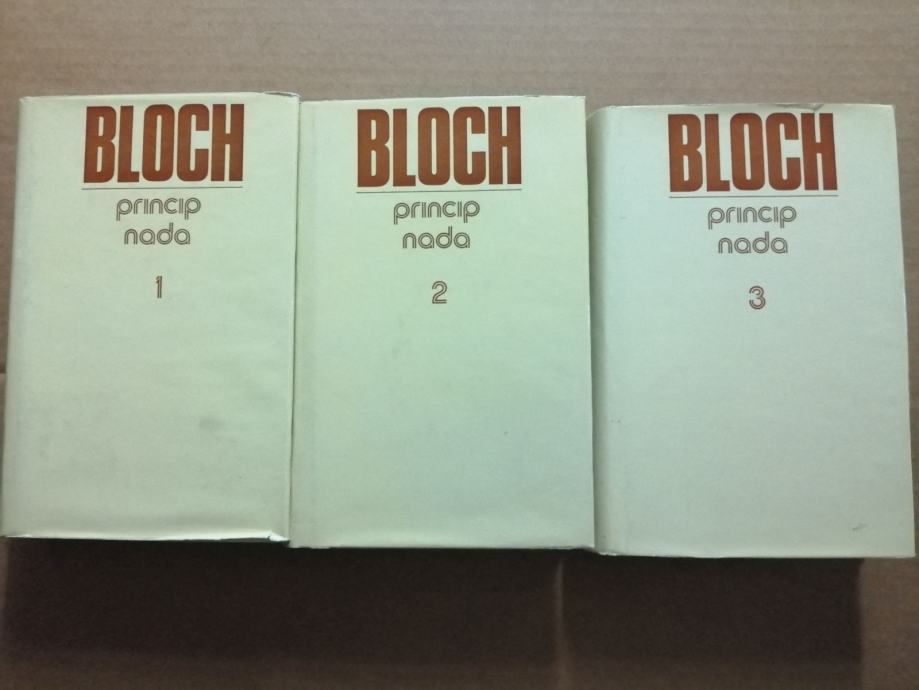 BLOCH
princip
nada
1
BLOCH
princip
nada
2
BLOCH
princip
nada
3